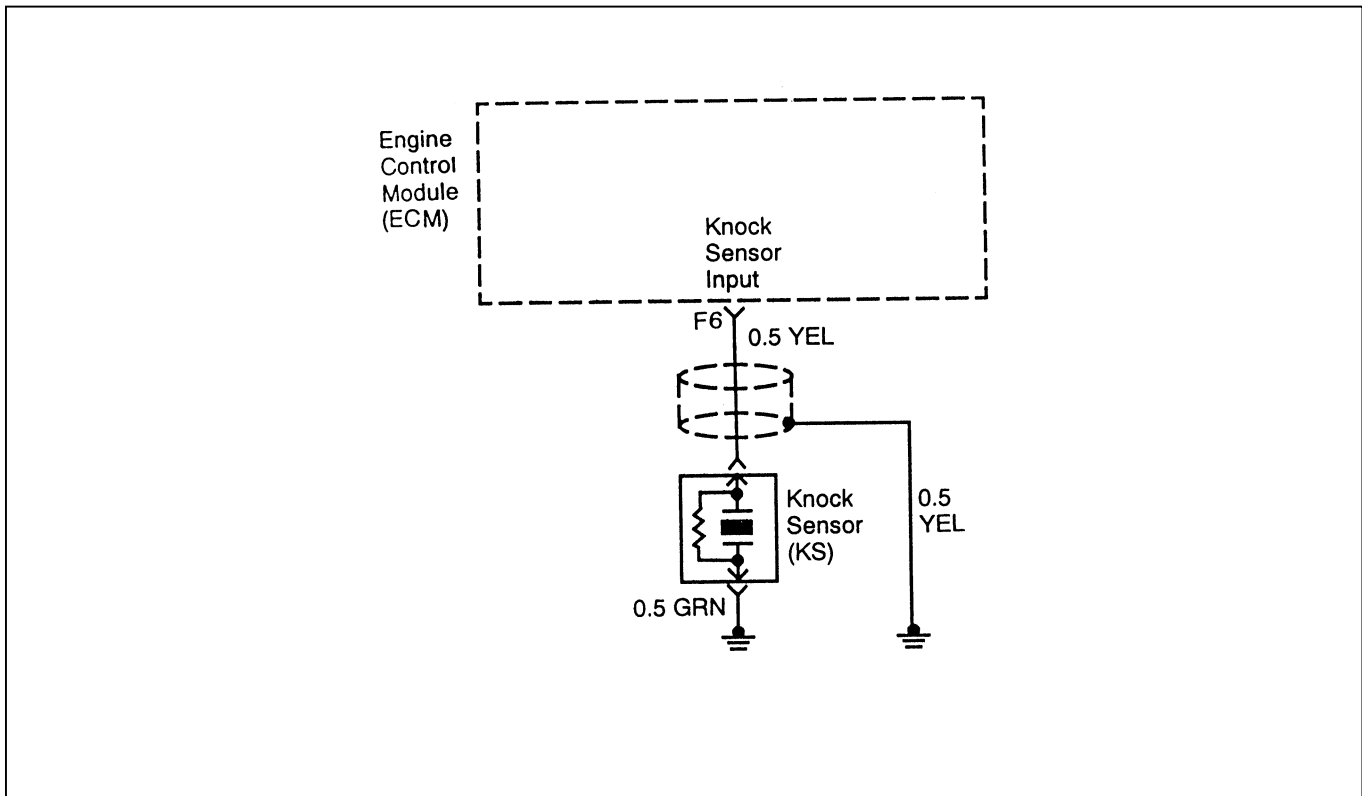 Engine
Control
Module
(ECM)
Knock
Sensor
Input
F6
0.5 YEL
Knock
Sensor
(KS)
0.5
YEL
0.5 GRN